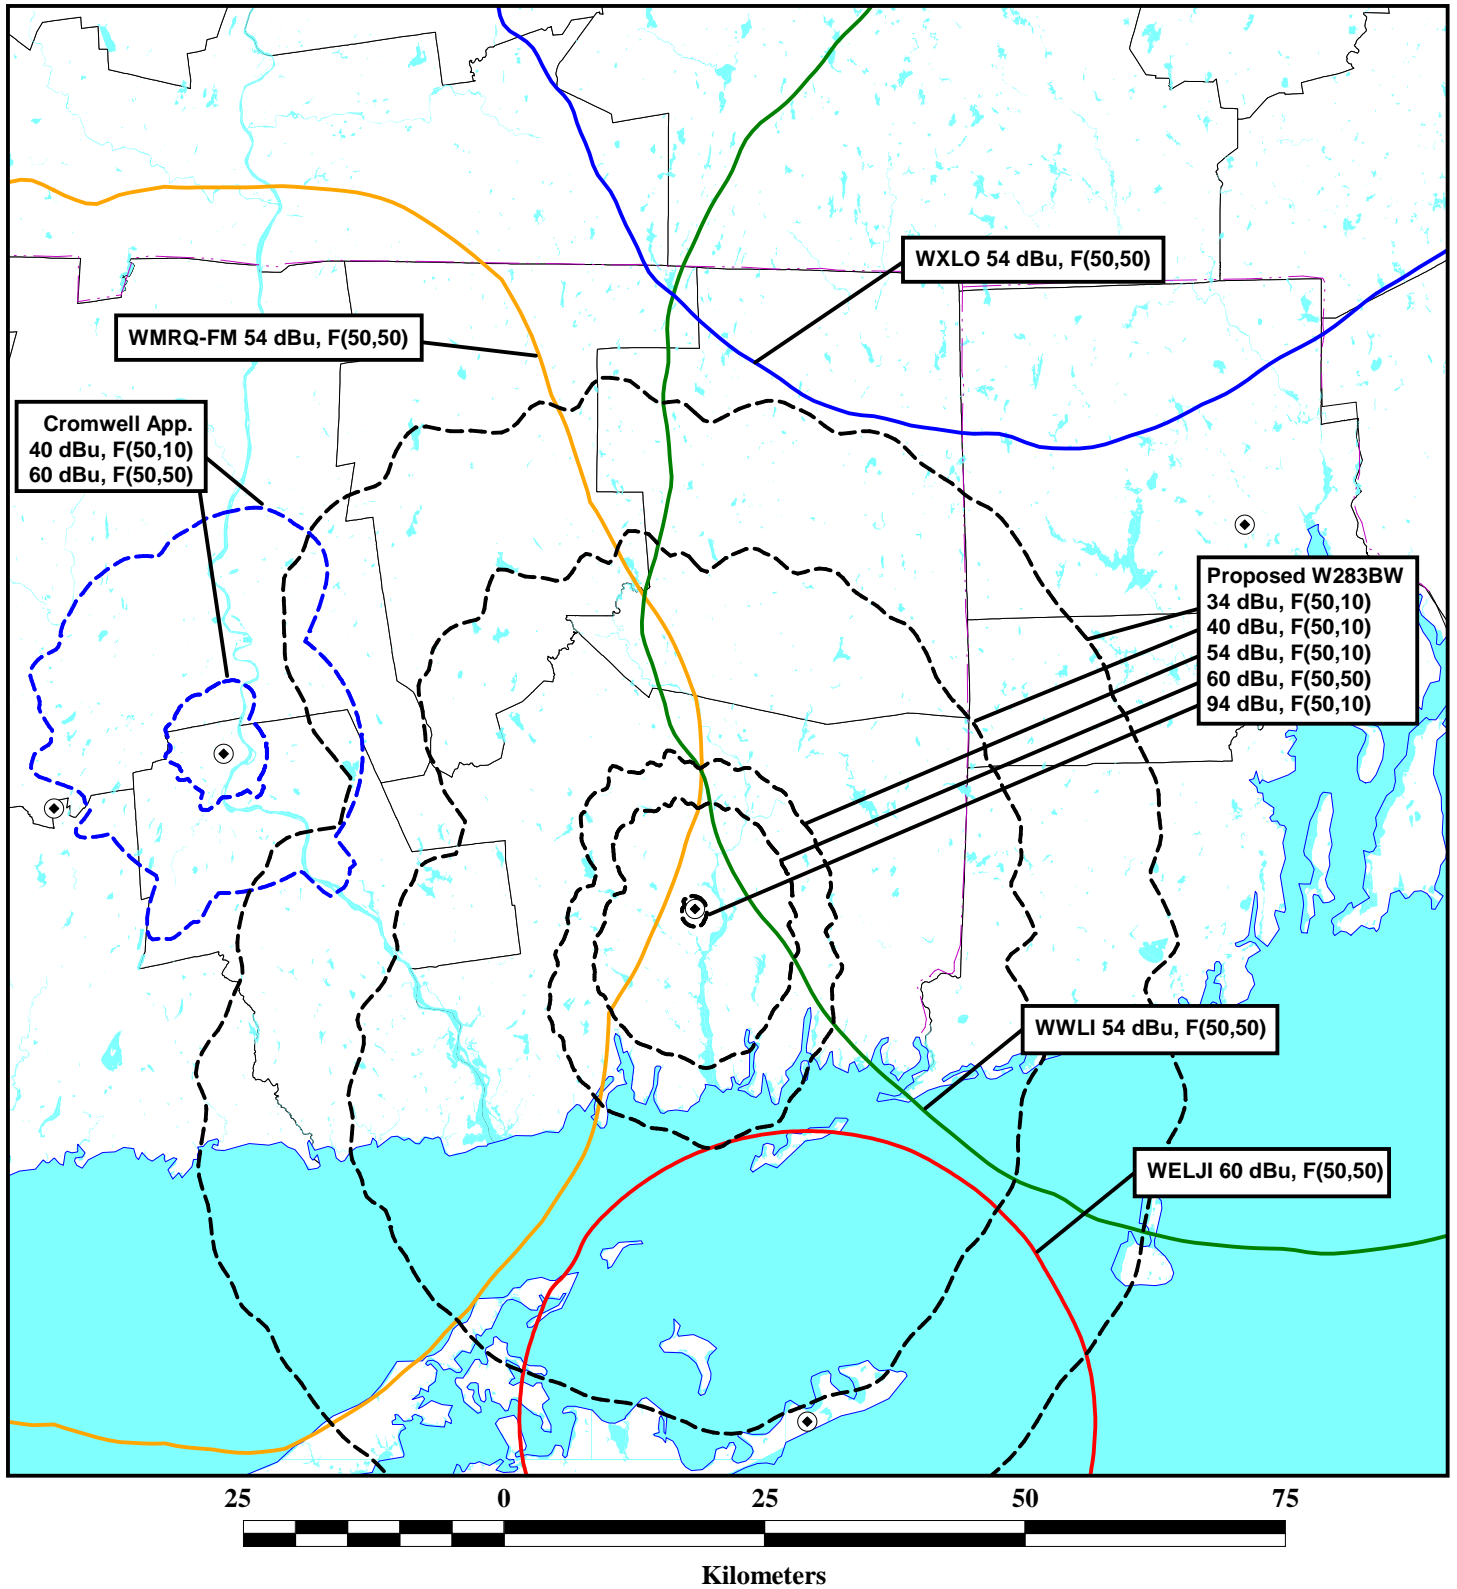 WXLO 54 dBu, F(50,50)
WMRQ-FM 54 dBu, F(50,50)
Cromwell App.
40 dBu, F(50,10)
60 dBu, F(50,50)
Proposed W283BW
34 dBu, F(50,10)
40 dBu, F(50,10)
54 dBu, F(50,10)
60 dBu, F(50,50)
94 dBu, F(50,10)
WWLI 54 dBu, F(50,50)
WELJI 60 dBu, F(50,50)
25 0 25 50 75
Kilometers